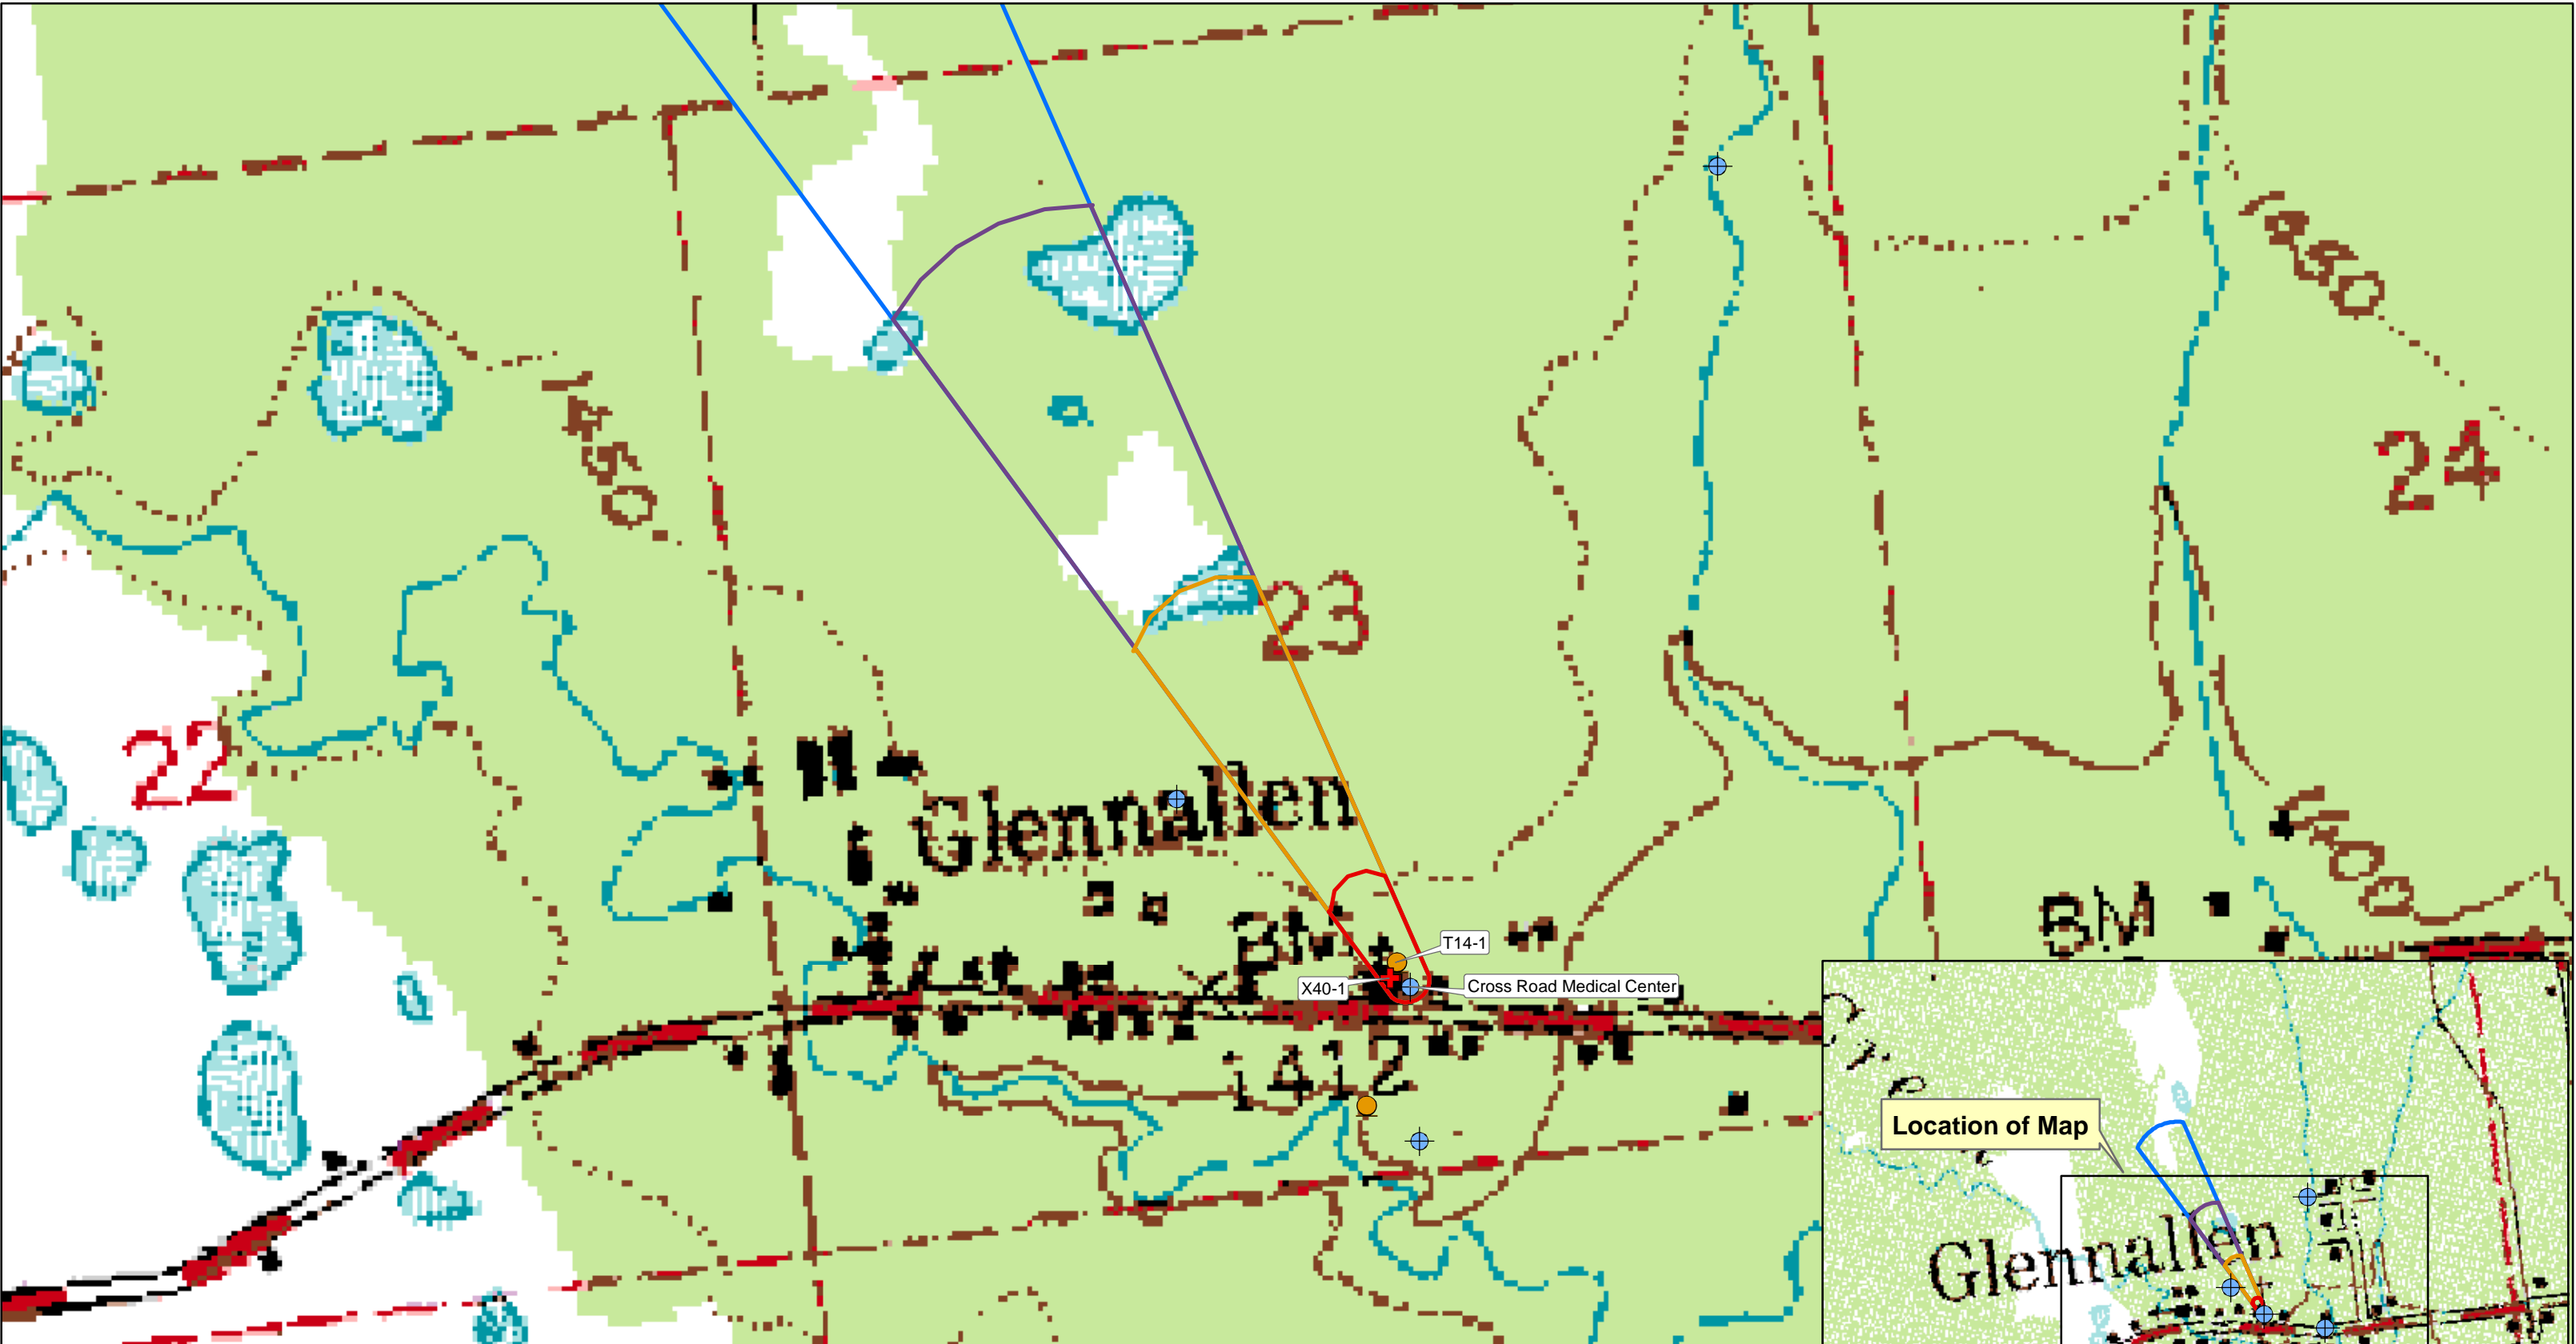 1450
1450
24
23
22
Glennallen
1400
BM
BM
T14-1
X40-1
Cross Road Medical Center
1412
Location of Map
Glennallen